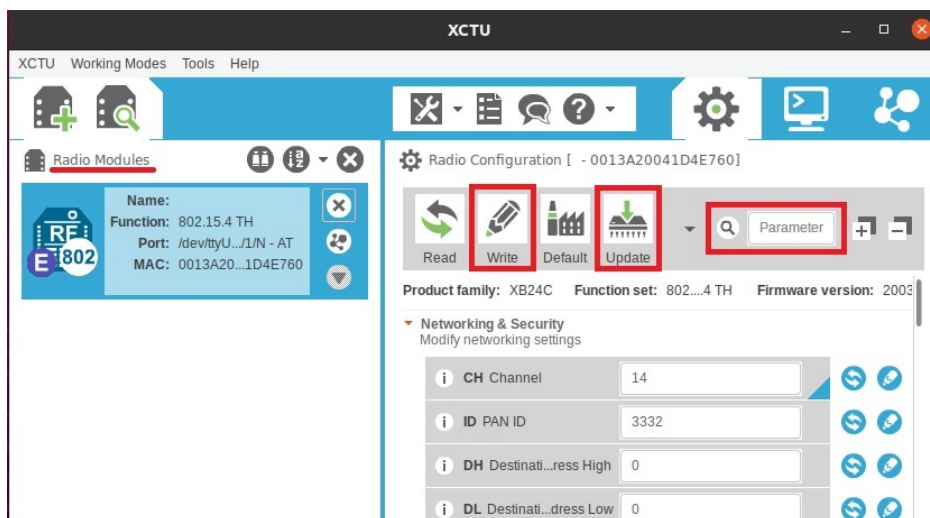 XCTU
XCTU Working Modes Tools Help
Radio Modules
Radio Configuration [ - 0013A20041D4E760]
Name:
Function: 802.15.4 TH
Port: /dev/ttyU.../1/N - AT
MAC: 0013A20...1D4E760
RF
E 802
Read Write Default Update
Parameter
Product family: XB24C Function set: 802....4 TH Firmware version: 2003
Networking & Security
Modify networking settings
i CH Channel 14
i ID PAN ID 3332
i DH Destinati...ress High 0
i DL Destinati...dress Low 0